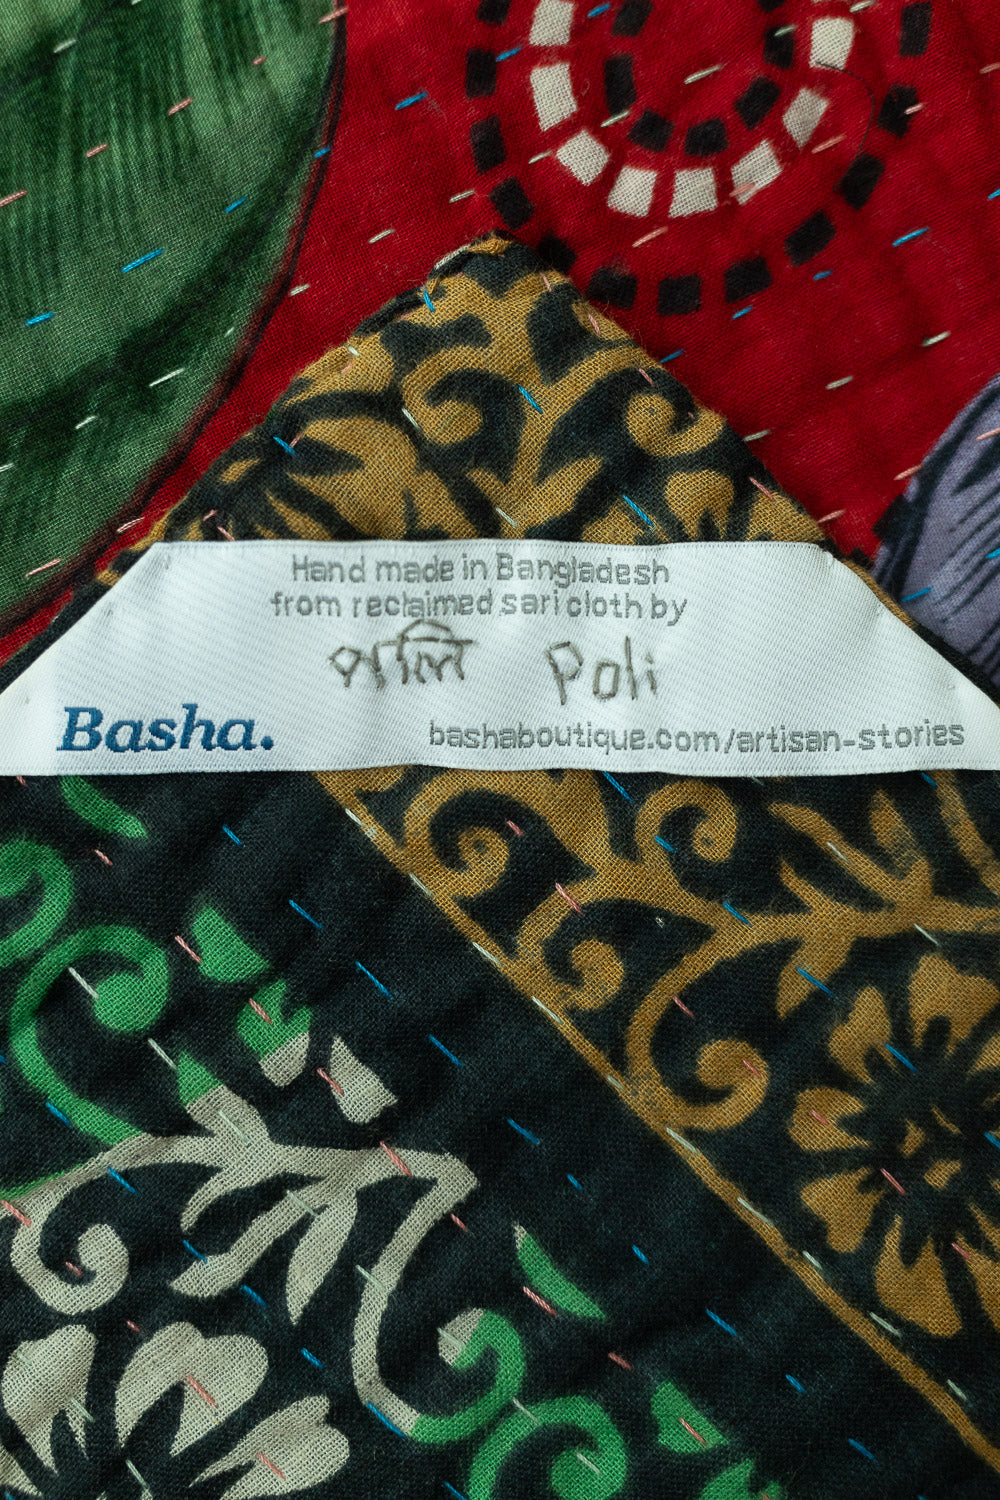 Hand made in Bangladesh
from reclaimed sari cloth by
পলি Poli
Basha. bashaboutique.com/artisan-stories